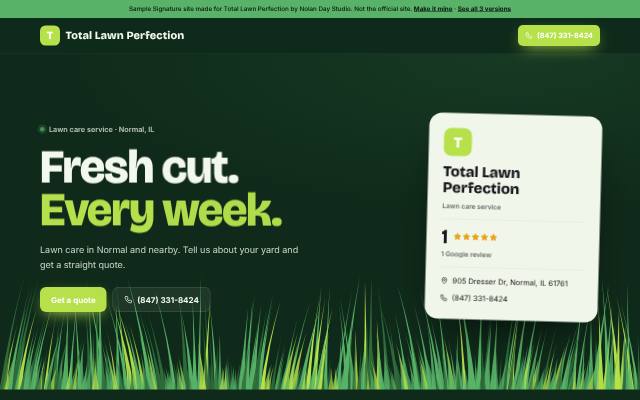 Sample Signature site made for Total Lawn Perfection by Nolan Day Studio. Not the official site. Make it mine · See all 3 versions
T Total Lawn Perfection
(847) 331-8424
Lawn care service · Normal, IL
Fresh cut.
Every week.
Lawn care in Normal and nearby. Tell us about your yard and
get a straight quote.
Get a quote
(847) 331-8424
T
Total Lawn
Perfection
Lawn care service
1
1 Google review
905 Dresser Dr, Normal, IL 61761
(847) 331-8424